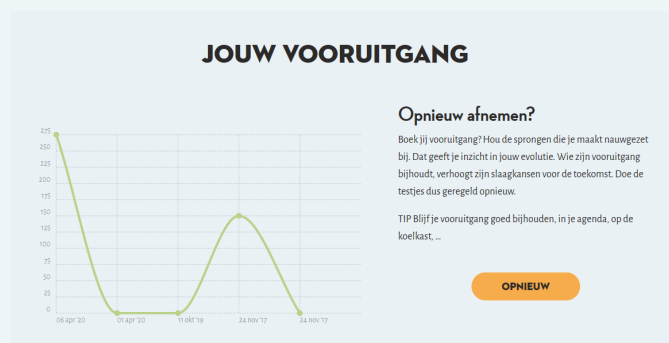 JOUW VOORUITGANG
275
250
225
200
175
150
125
100
75
50
25
0
06 apr '20
01 apr '20
11 okt '19
24 nov '17
24 nov '17
Opnieuw afnemen?
Boek jij vooruitgang? Hou de sprongen die je maakt nauwgezet
bij. Dat geeft je inzicht in jouw evolutie. Wie zijn vooruitgang
bijhoudt, verhoogt zijn slaagkansen voor de toekomst. Doe de
testjes dus geregeld opnieuw.
TIP Blijf je vooruitgang goed bijhouden, in je agenda, op de
koelkast, ...
OPNIEUW